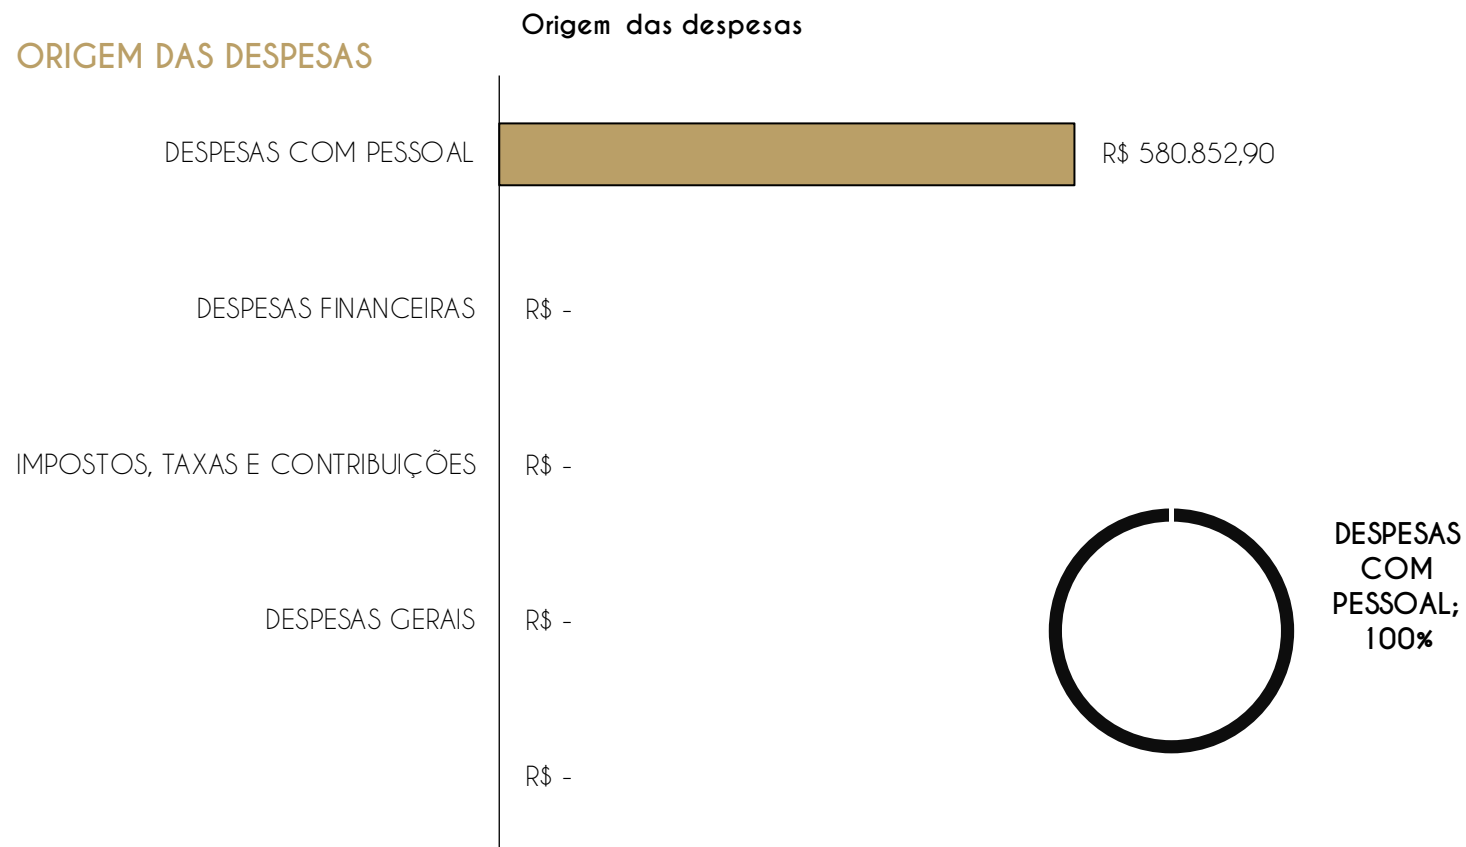 Origem das despesas
ORIGEM DAS DESPESAS
DESPESAS COM PESSOAL R$ 580.852,90
DESPESAS FINANCEIRAS R$ -
IMPOSTOS, TAXAS E CONTRIBUIÇÕES R$ -
DESPESAS GERAIS R$ -
R$ -
DESPESAS
COM
PESSOAL;
100%